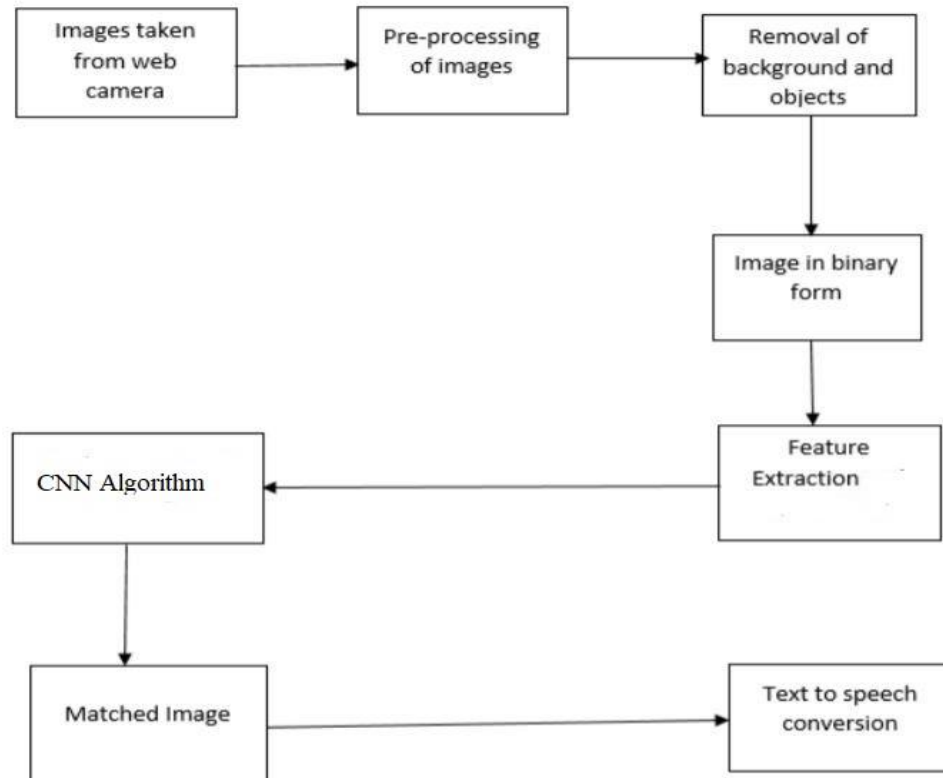 Images taken
from web
camera
Pre-processing
of images
Removal of
background and
objects
Image in binary
form
Feature
Extraction
CNN Algorithm
Matched Image
Text to speech
conversion